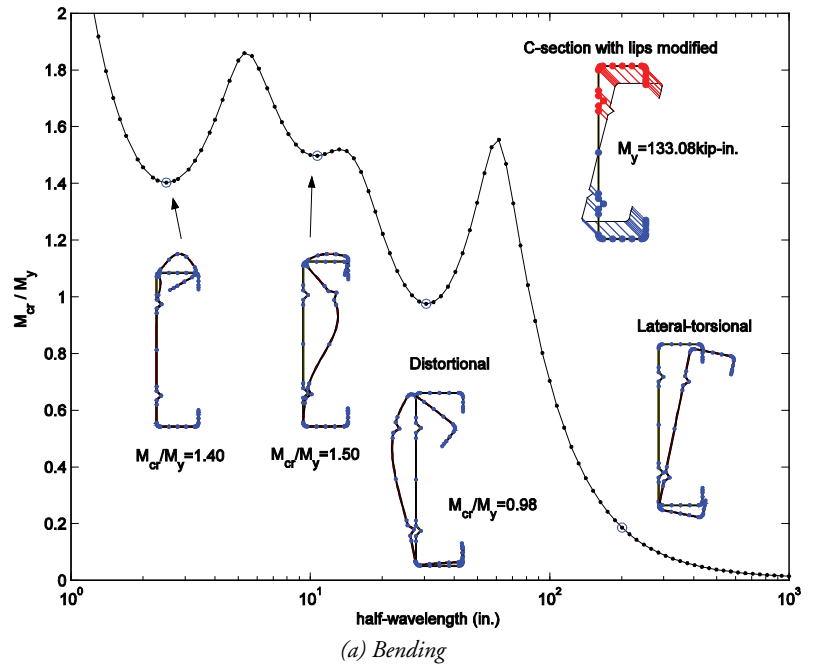 2
1.8
1.6
1.4
1.2
1
0.8
0.6
0.4
0.2
0
M_cr / M_y
C-section with lips modified
M_y=133.08kip-in.
Lateral-torsional
Distortional
M_cr/M_y=1.40
M_cr/M_y=1.50
M_cr/M_y=0.98
10^0
10^1
10^2
10^3
half-wavelength (in.)
(a) Bending